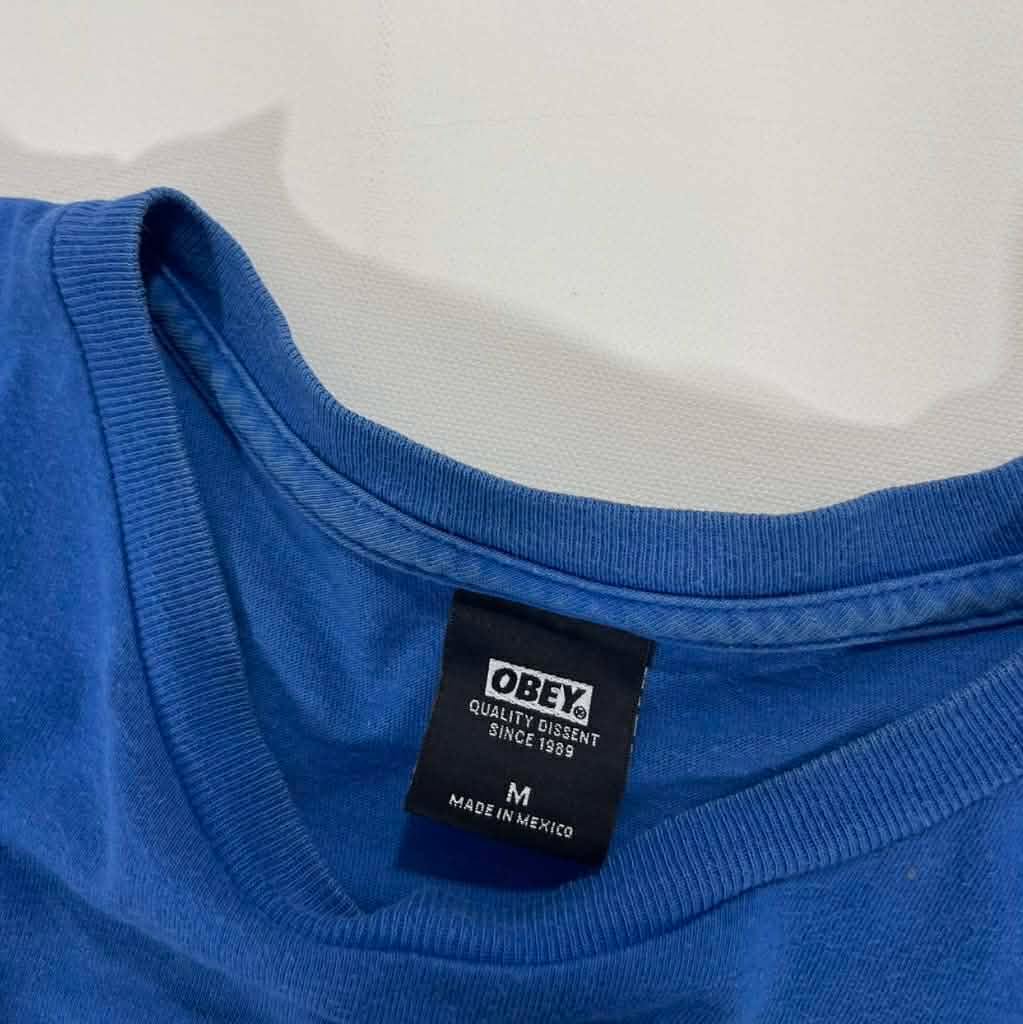 OBEY®
QUALITY DISSENT
SINCE 1989
M
MADE IN MEXICO